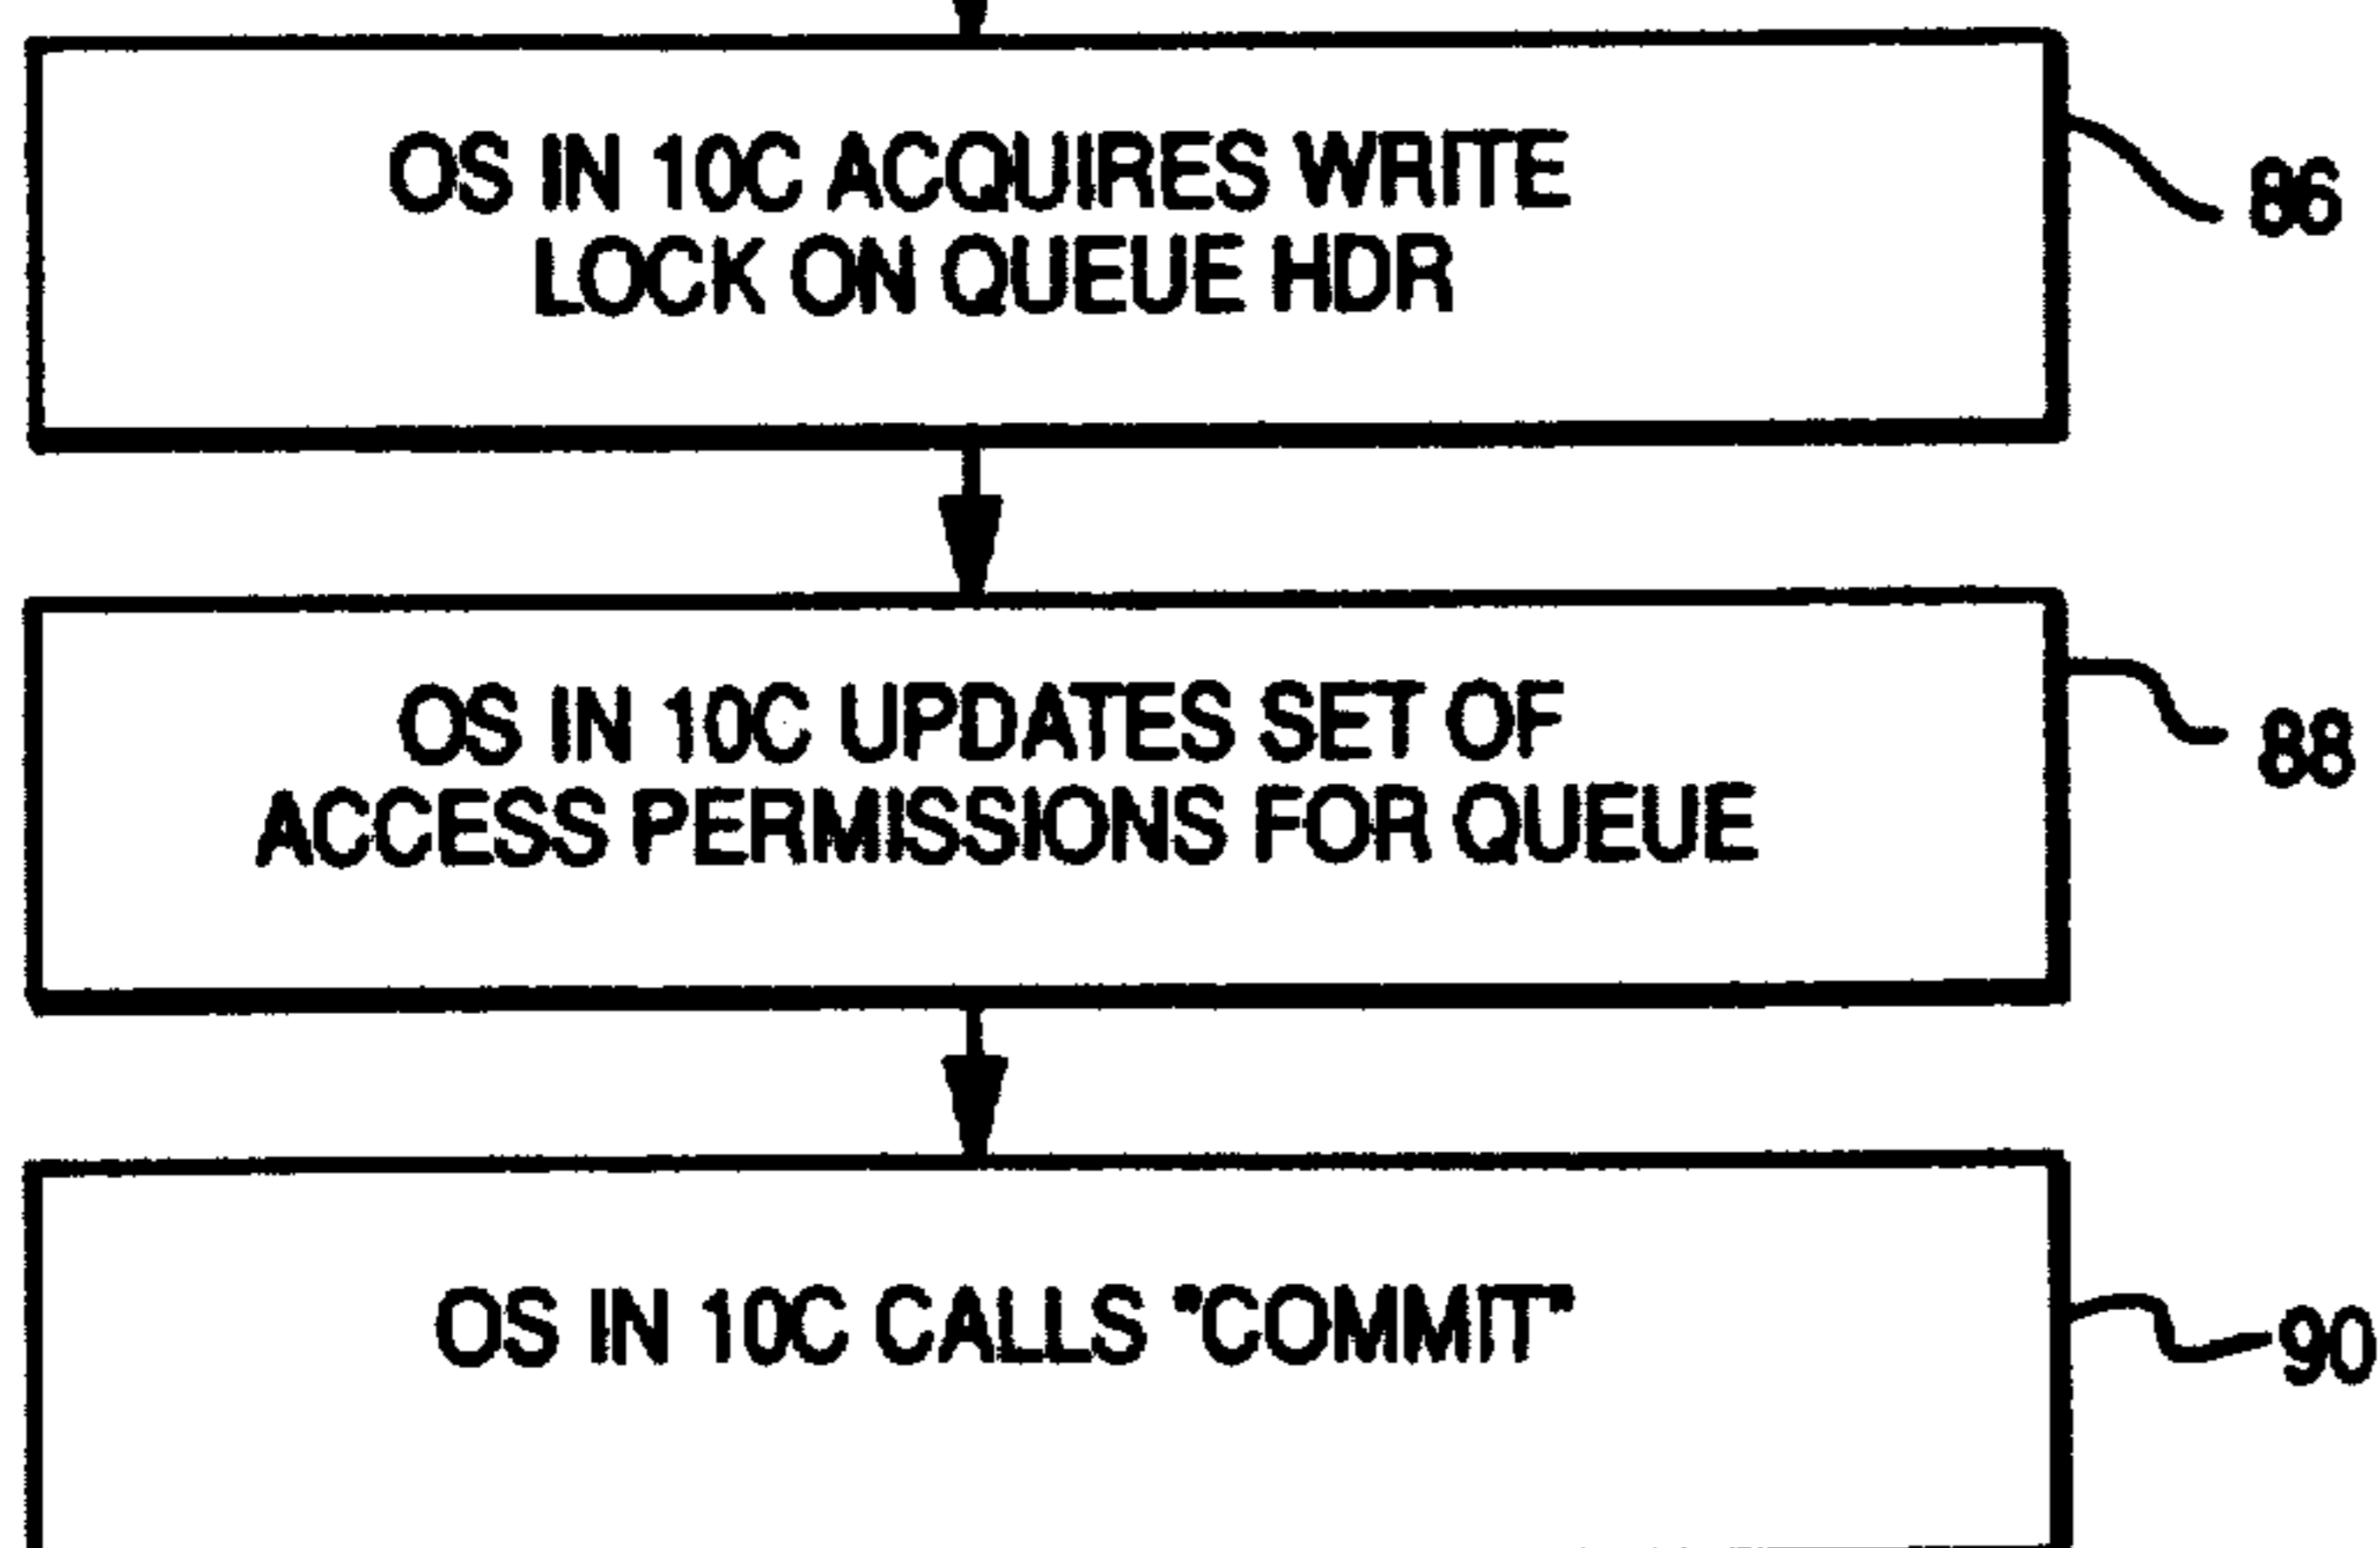 OS IN 10C ACQUIRES WRITE
LOCK ON QUEUE HDR
86
OS IN 10C UPDATES SET OF
ACCESS PERMISSIONS FOR QUEUE
88
OS IN 10C CALLS "COMMIT"
90